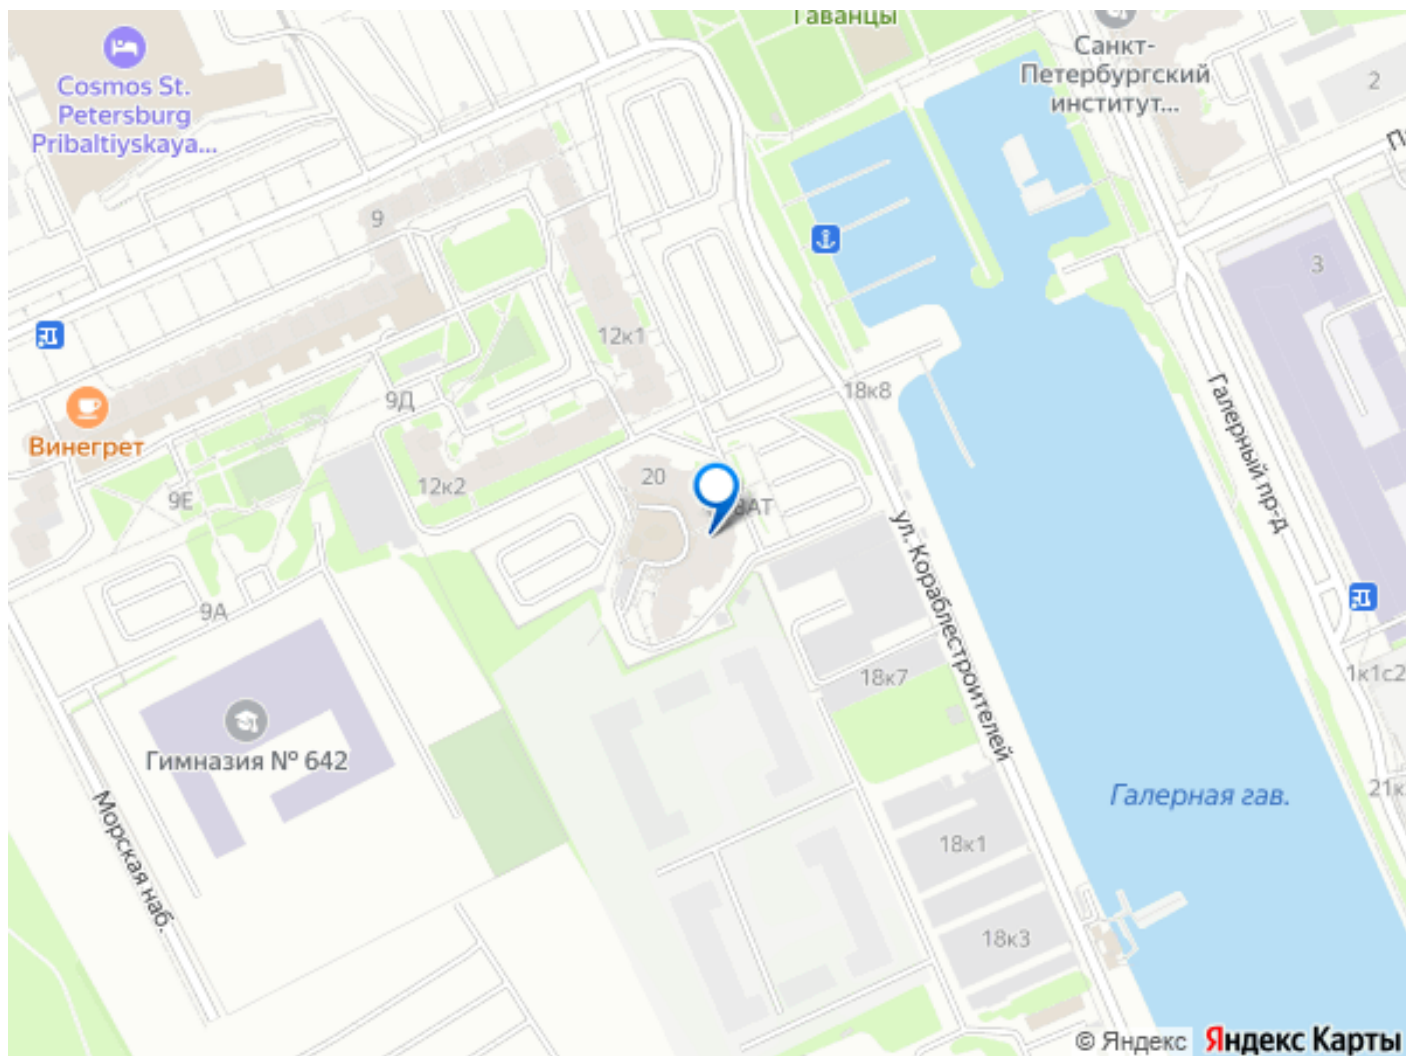 Гаванцы
Cosmos St.
Petersburg
Pribaltiyskaya...
Санкт-
Петербургский
институт...
2
9
3
12к1
Галерный пр-д
9Д
18к8
Винегрет
20
12к2
9Е
ул. Кораблестроителей
9А
1к1с2
18к7
Гимназия № 642
Морская наб.
Галерная гав.
18к1
18к3
© Яндекс
Яндекс Карты